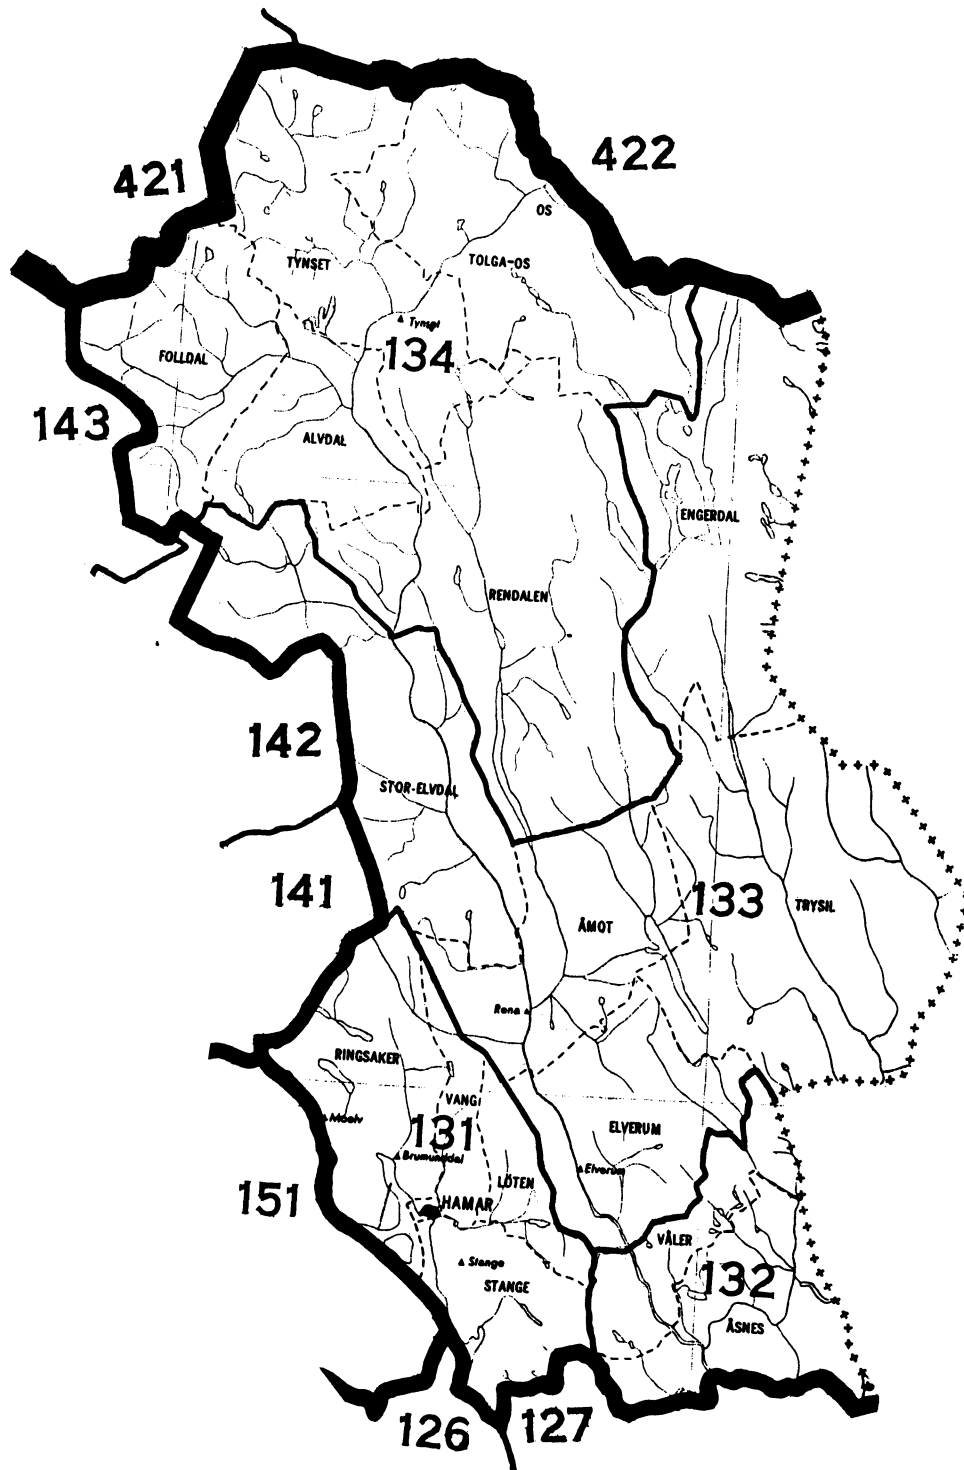 422
421
OS
TYNSET
TOLGA-OS
Tynset
134
FOLLDAL
143
ALVDAL
ENGERDAL
RENDALEN
142
STOR-ELVDAL
141
133
TRYSIL
ÅMOT
Rena
RINGSAKER
VANG
Moelv
131
ELVERUM
Brumunddal
Elverum
LÖTEN
151
HAMAR
VÅLER
Stange
STANGE
132
ÅSNES
126
127